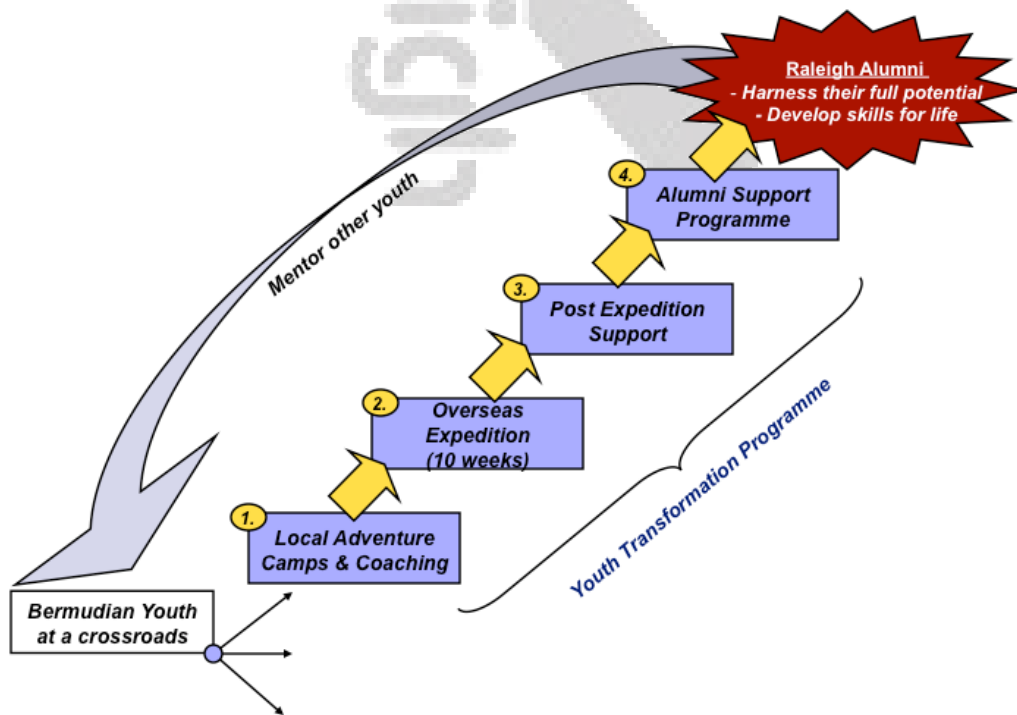 Raleigh Alumni
- Harness their full potential
- Develop skills for life
4.
Alumni Support
Programme
Mentor other youth
3.
Post Expedition
Support
2.
Overseas
Expedition
(10 weeks)
Youth Transformation Programme
1.
Local Adventure
Camps & Coaching
Bermudian Youth
at a crossroads